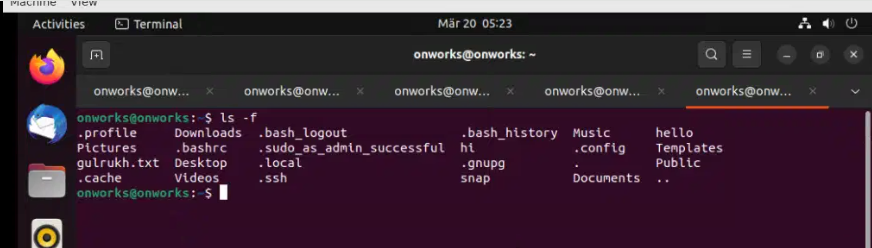 Machine View
Activities Terminal Mär 20 05:23
onworks@onworks: ~
onworks@onw... onworks@onw... onworks@onw... onworks@onw... onworks@onw...
onworks@onworks:~$ ls -f
.profile Downloads .bash_logout .bash_history Music hello
Pictures .bashrc .sudo_as_admin_successful hi .config Templates
gulrukh.txt Desktop .local .gnupg . Public
.cache Videos .ssh snap Documents ..
onworks@onworks:~$